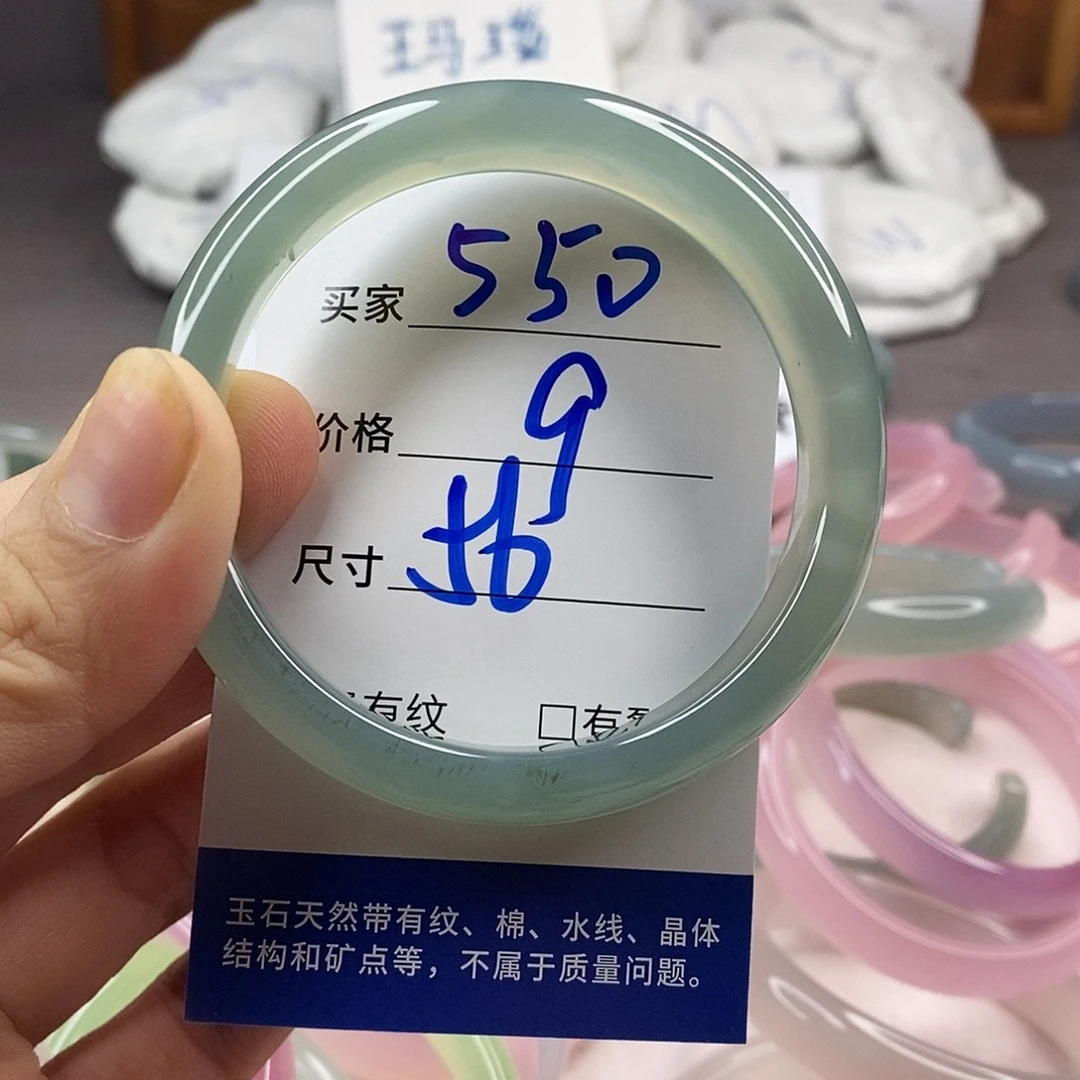 玛瑙
买家 550
价格 9
尺寸 56
有纹 □有裂
玉石天然带有纹、棉、水线、晶体
结构和矿点等，不属于质量问题。